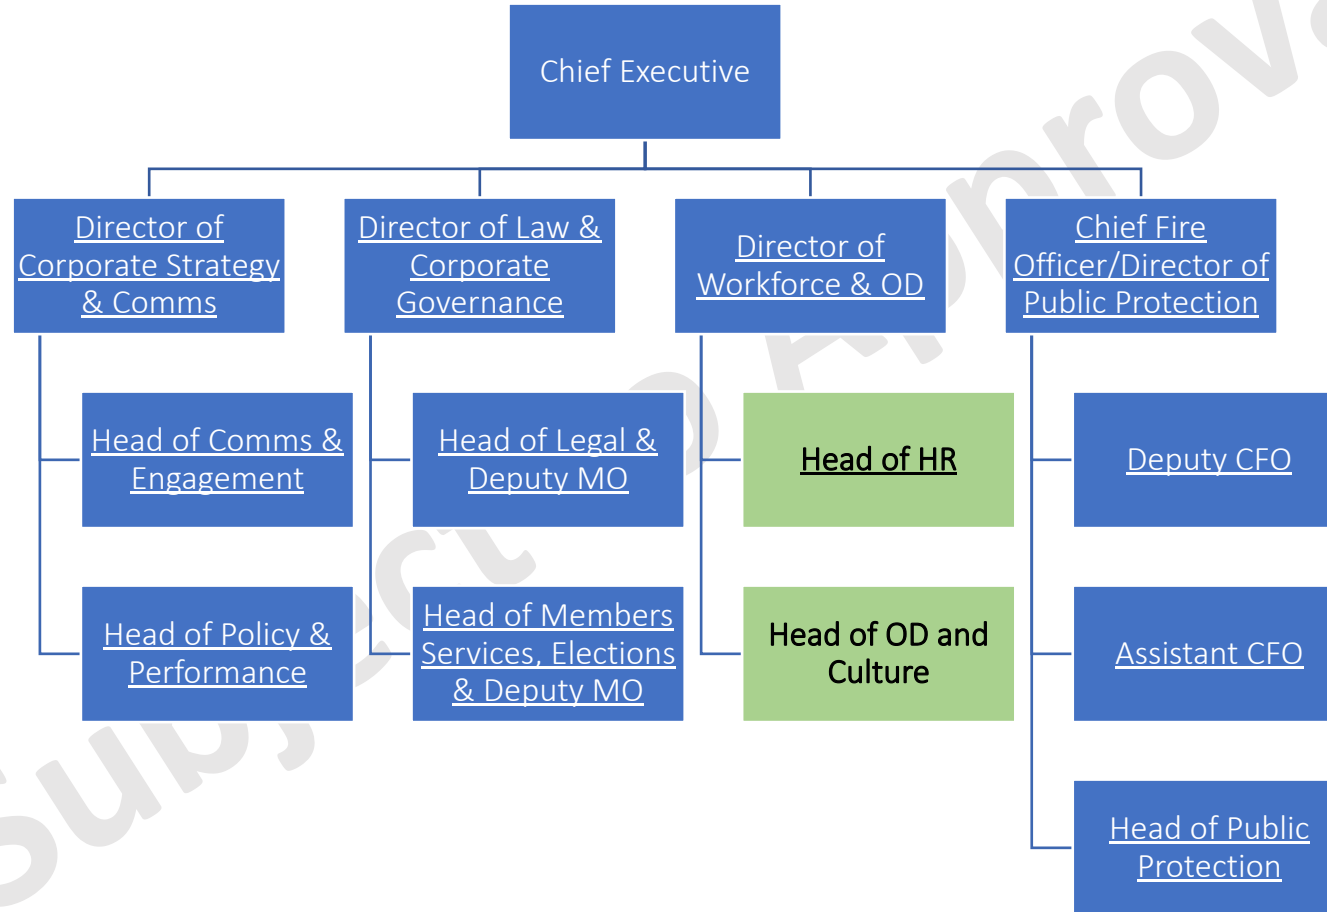 Chief Executive
Director of
Corporate Strategy
& Comms
Director of Law &
Corporate
Governance
Director of
Workforce & OD
Chief Fire
Officer/Director of
Public Protection
Head of Comms &
Engagement
Head of Legal &
Deputy MO
Head of HR
Deputy CFO
Head of Policy &
Performance
Head of Members
Services, Elections
& Deputy MO
Head of OD and
Culture
Assistant CFO
Head of Public
Protection
Subject to Approva